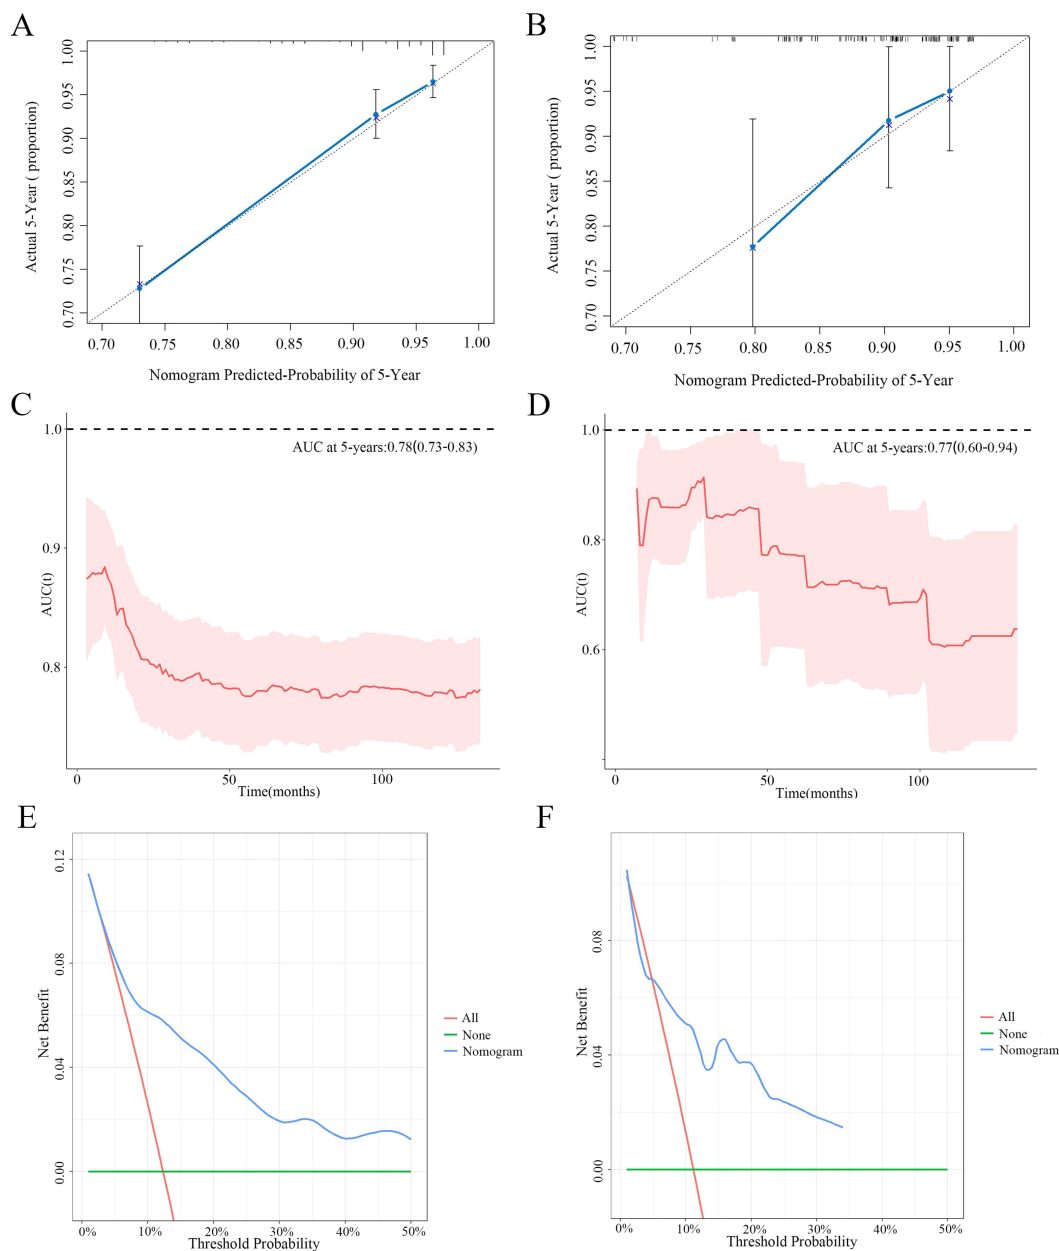 A
B
1.00
0.95
0.90
0.85
0.80
0.75
0.70
Actual 5-Year ( proportion)
0.70
0.75
0.80
0.85
0.90
0.95
1.00
Nomogram Predicted-Probability of 5-Year
1.00
0.95
0.90
0.85
0.80
0.75
0.70
Actual 5-Year ( proportion)
0.70
0.75
0.80
0.85
0.90
0.95
1.00
Nomogram Predicted-Probability of 5-Year
C
D
AUC at 5-years:0.78(0.73-0.83)
1.0
0.9
0.8
AUC(t)
0
50
100
Time(months)
AUC at 5-years:0.77(0.60-0.94)
1.0
0.8
0.6
AUC(t)
0
50
100
Time(months)
E
F
0.12
0.08
0.04
0.00
Net Benefit
0%
10%
20%
30%
40%
50%
Threshold Probability
All
None
Nomogram
0.08
0.04
0.00
Net Benefit
0%
10%
20%
30%
40%
50%
Threshold Probability
All
None
Nomogram